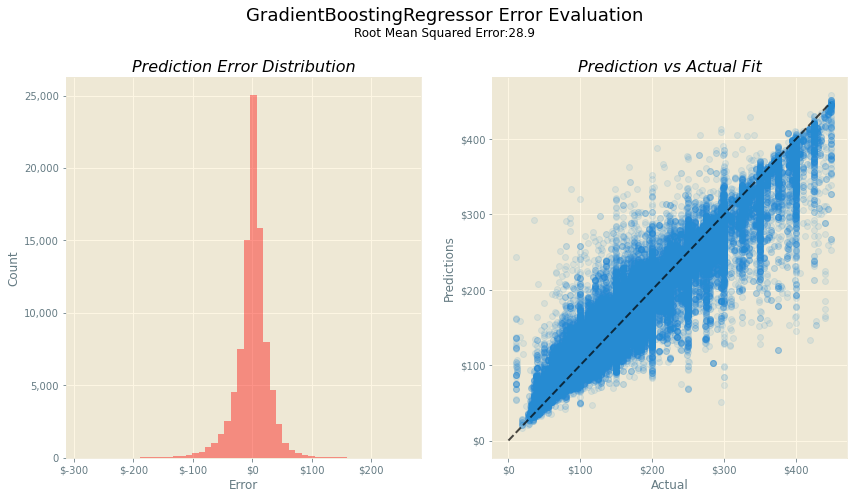 GradientBoostingRegressor Error Evaluation
Root Mean Squared Error:28.9
Prediction Error Distribution
25,000
20,000
15,000
10,000
5,000
0
Count
$-300
$-200
$-100
$0
$100
$200
Error
Prediction vs Actual Fit
$400
$300
$200
$100
$0
Predictions
$0
$100
$200
$300
$400
Actual